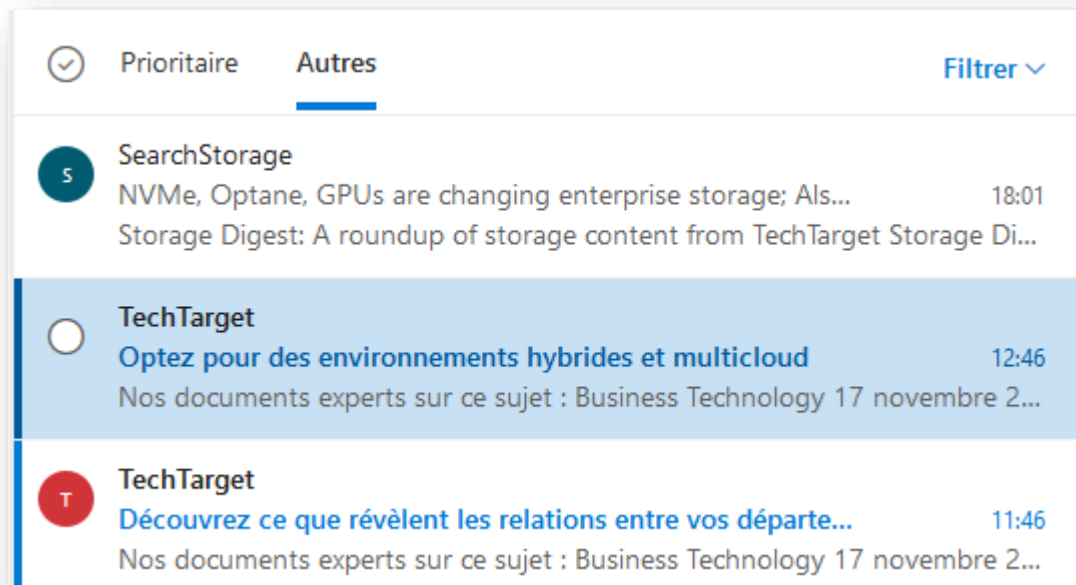 Prioritaire Autres Filtrer
S
SearchStorage
NVMe, Optane, GPUs are changing enterprise storage; Als... 18:01
Storage Digest: A roundup of storage content from TechTarget Storage Di...
TechTarget
Optez pour des environnements hybrides et multicloud 12:46
Nos documents experts sur ce sujet : Business Technology 17 novembre 2...
T
TechTarget
Découvrez ce que révèlent les relations entre vos départe... 11:46
Nos documents experts sur ce sujet : Business Technology 17 novembre 2...